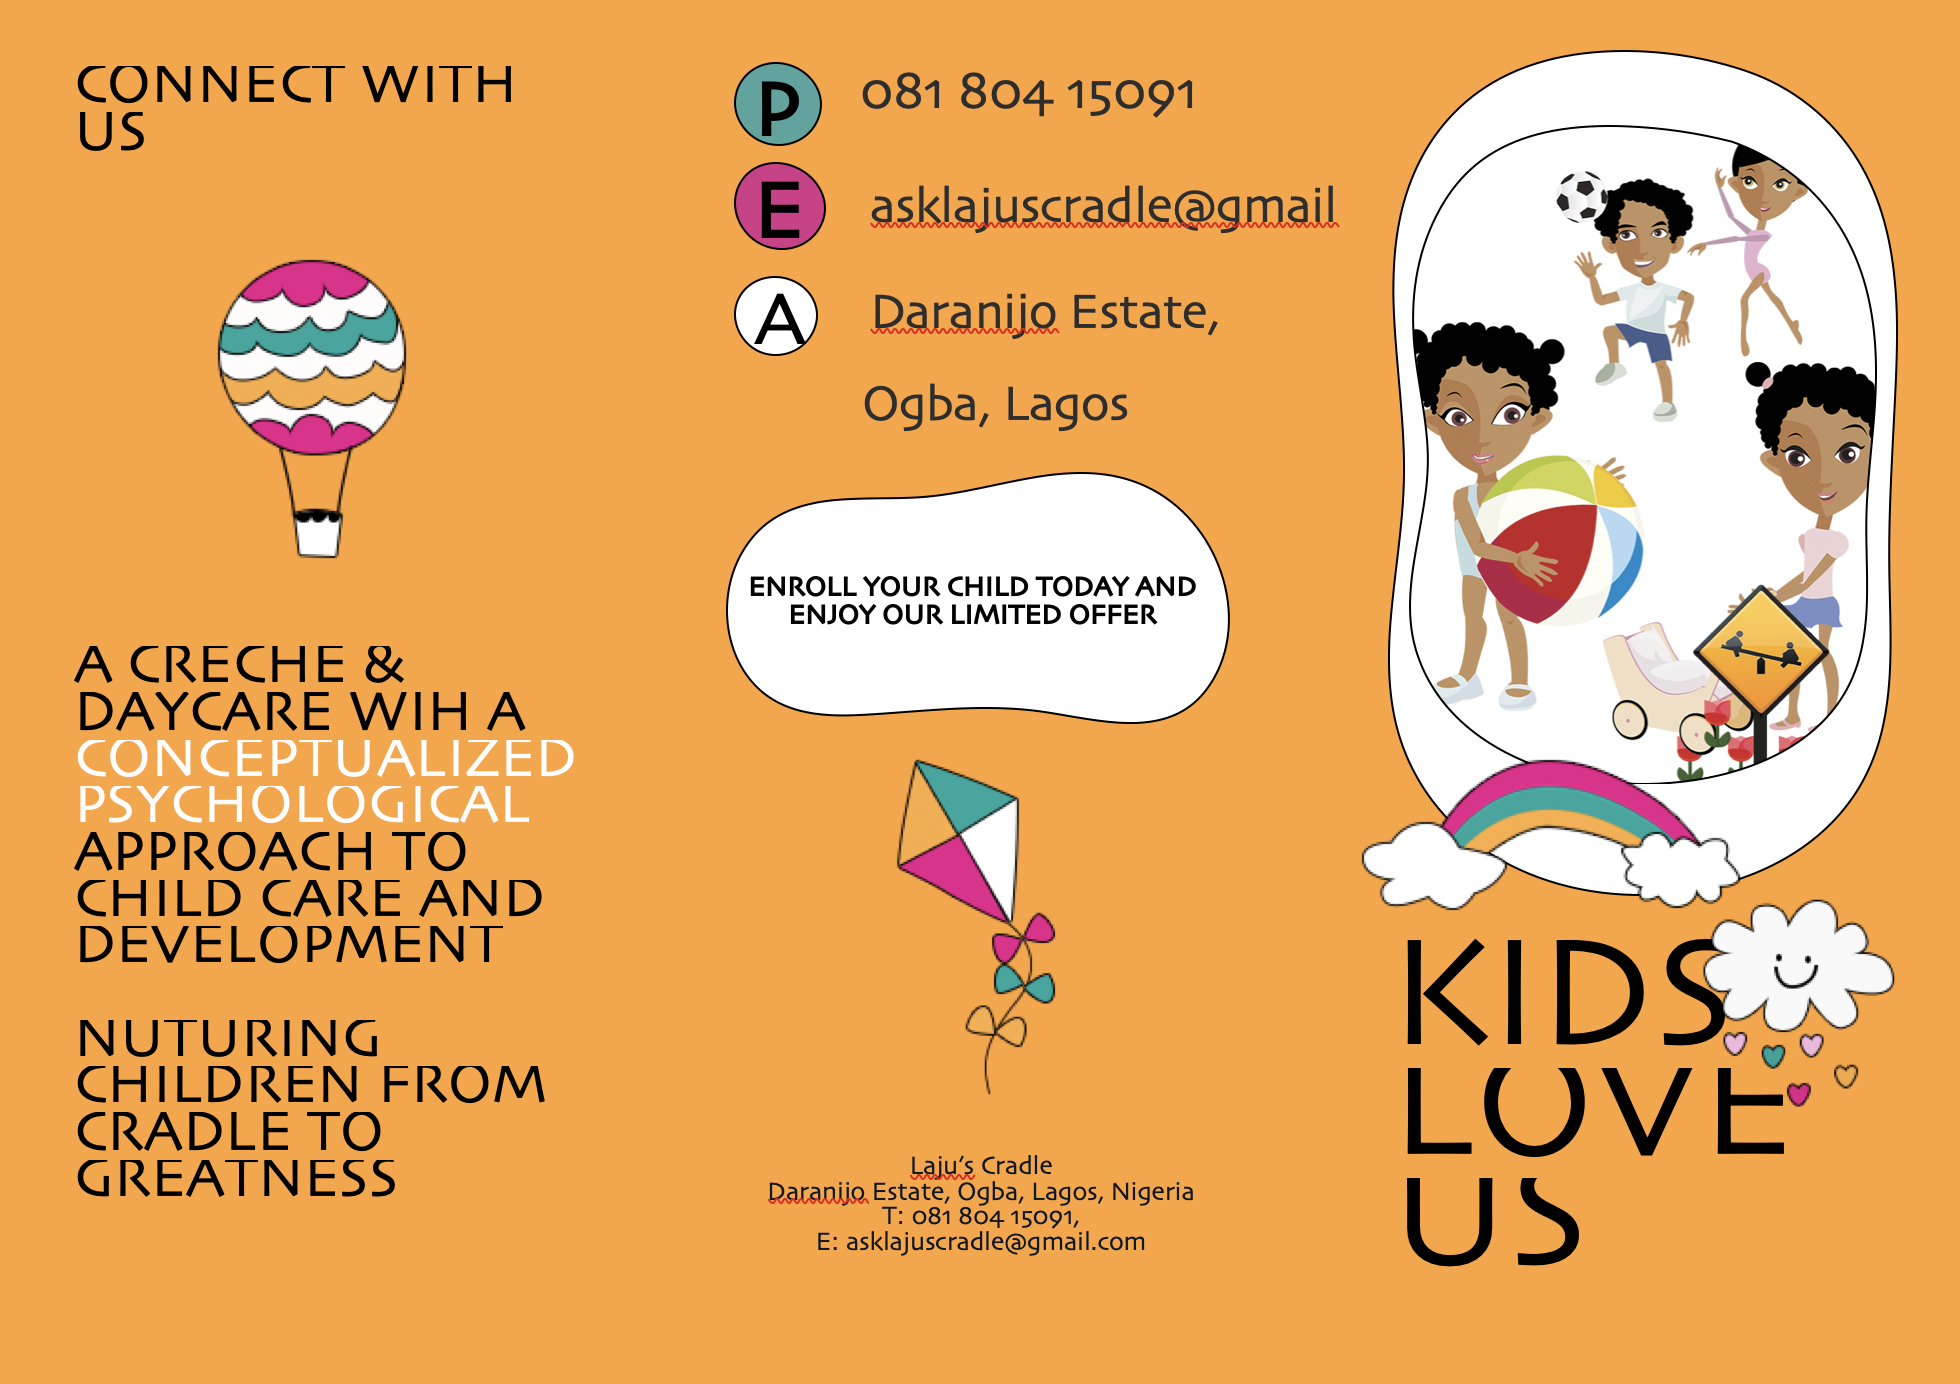 CONNECT WITH
US
A CRECHE &
DAYCARE WIH A
CONCEPTUALIZED
PSYCHOLOGICAL
APPROACH TO
CHILD CARE AND
DEVELOPMENT
NUTURING
CHILDREN FROM
CRADLE TO
GREATNESS
P 081 804 15091
E asklajuscradle@gmail
A Daranijo Estate,
Ogba, Lagos
ENROLL YOUR CHILD TODAY AND
ENJOY OUR LIMITED OFFER
Laju's Cradle
Daranijo Estate, Ogba, Lagos, Nigeria
T: 081 804 15091,
E: asklajuscradle@gmail.com
KIDS
LOVE
US